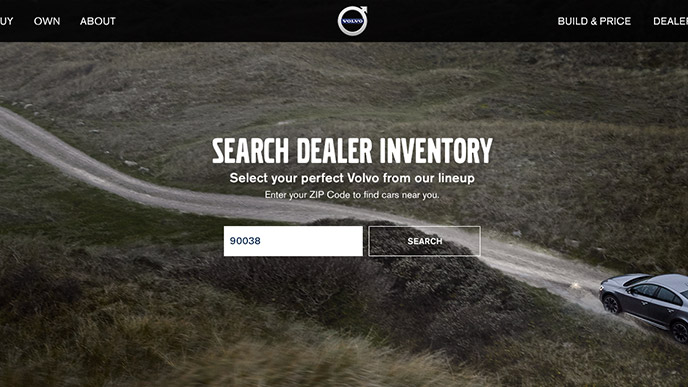 UY OWN ABOUT VOLVO BUILD & PRICE DEALER
SEARCH DEALER INVENTORY
Select your perfect Volvo from our lineup
Enter your ZIP Code to find cars near you.
90038 SEARCH